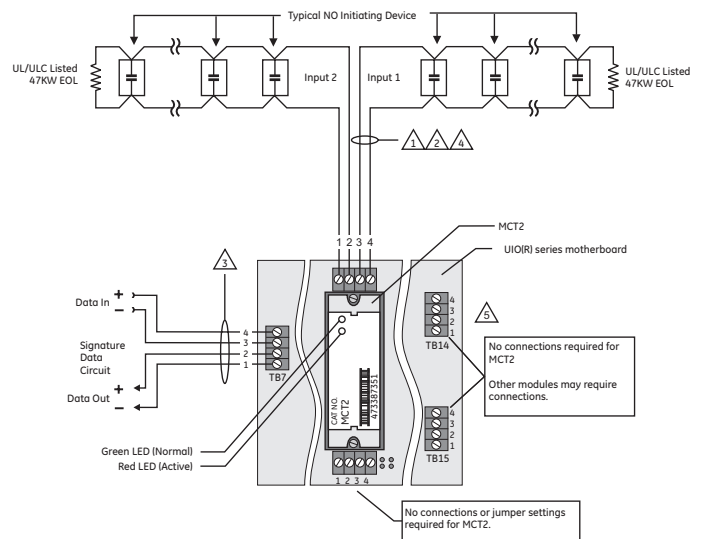 Typical NO Initiating Device
UL/ULC Listed
47KW EOL
Input 2
Input 1
UL/ULC Listed
47KW EOL
1
2
4
1 2 3 4
MCT2
UIO(R) series motherboard
3
5
Data In
+
−
Signature
Data
Circuit
+
Data Out
−
4
3
2
1
TB7
CAT NO.
MCT2
473387351
4
3
2
1
TB14
No connections required for
MCT2
Other modules may require
connections.
4
3
2
1
TB15
Green LED (Normal)
Red LED (Active)
1 2 3 4
No connections or jumper settings
required for MCT2.